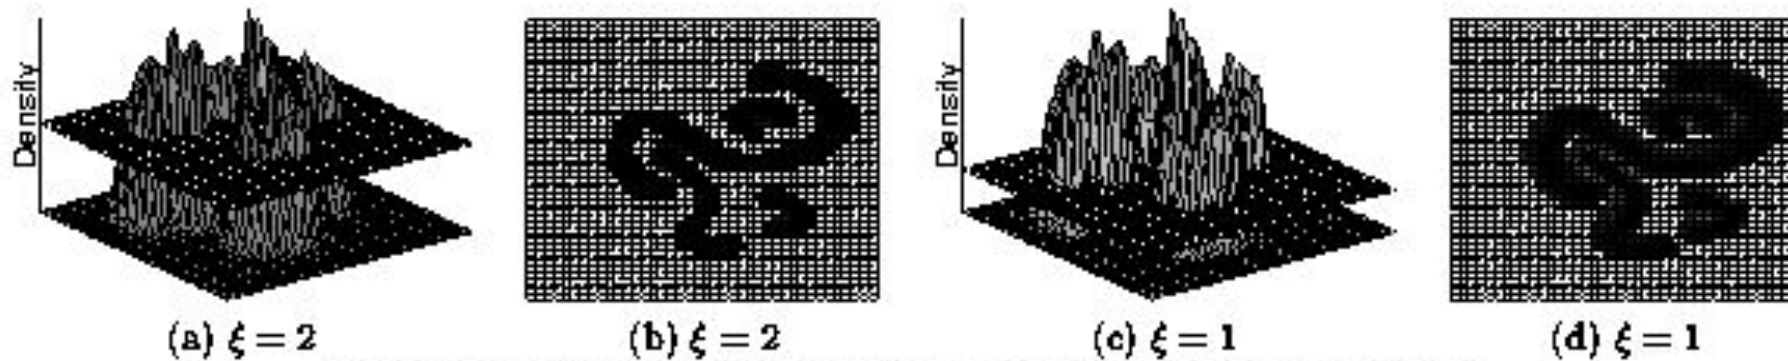 Density
Density
(a) ξ = 2
(b) ξ = 2
(c) ξ = 1
(d) ξ = 1